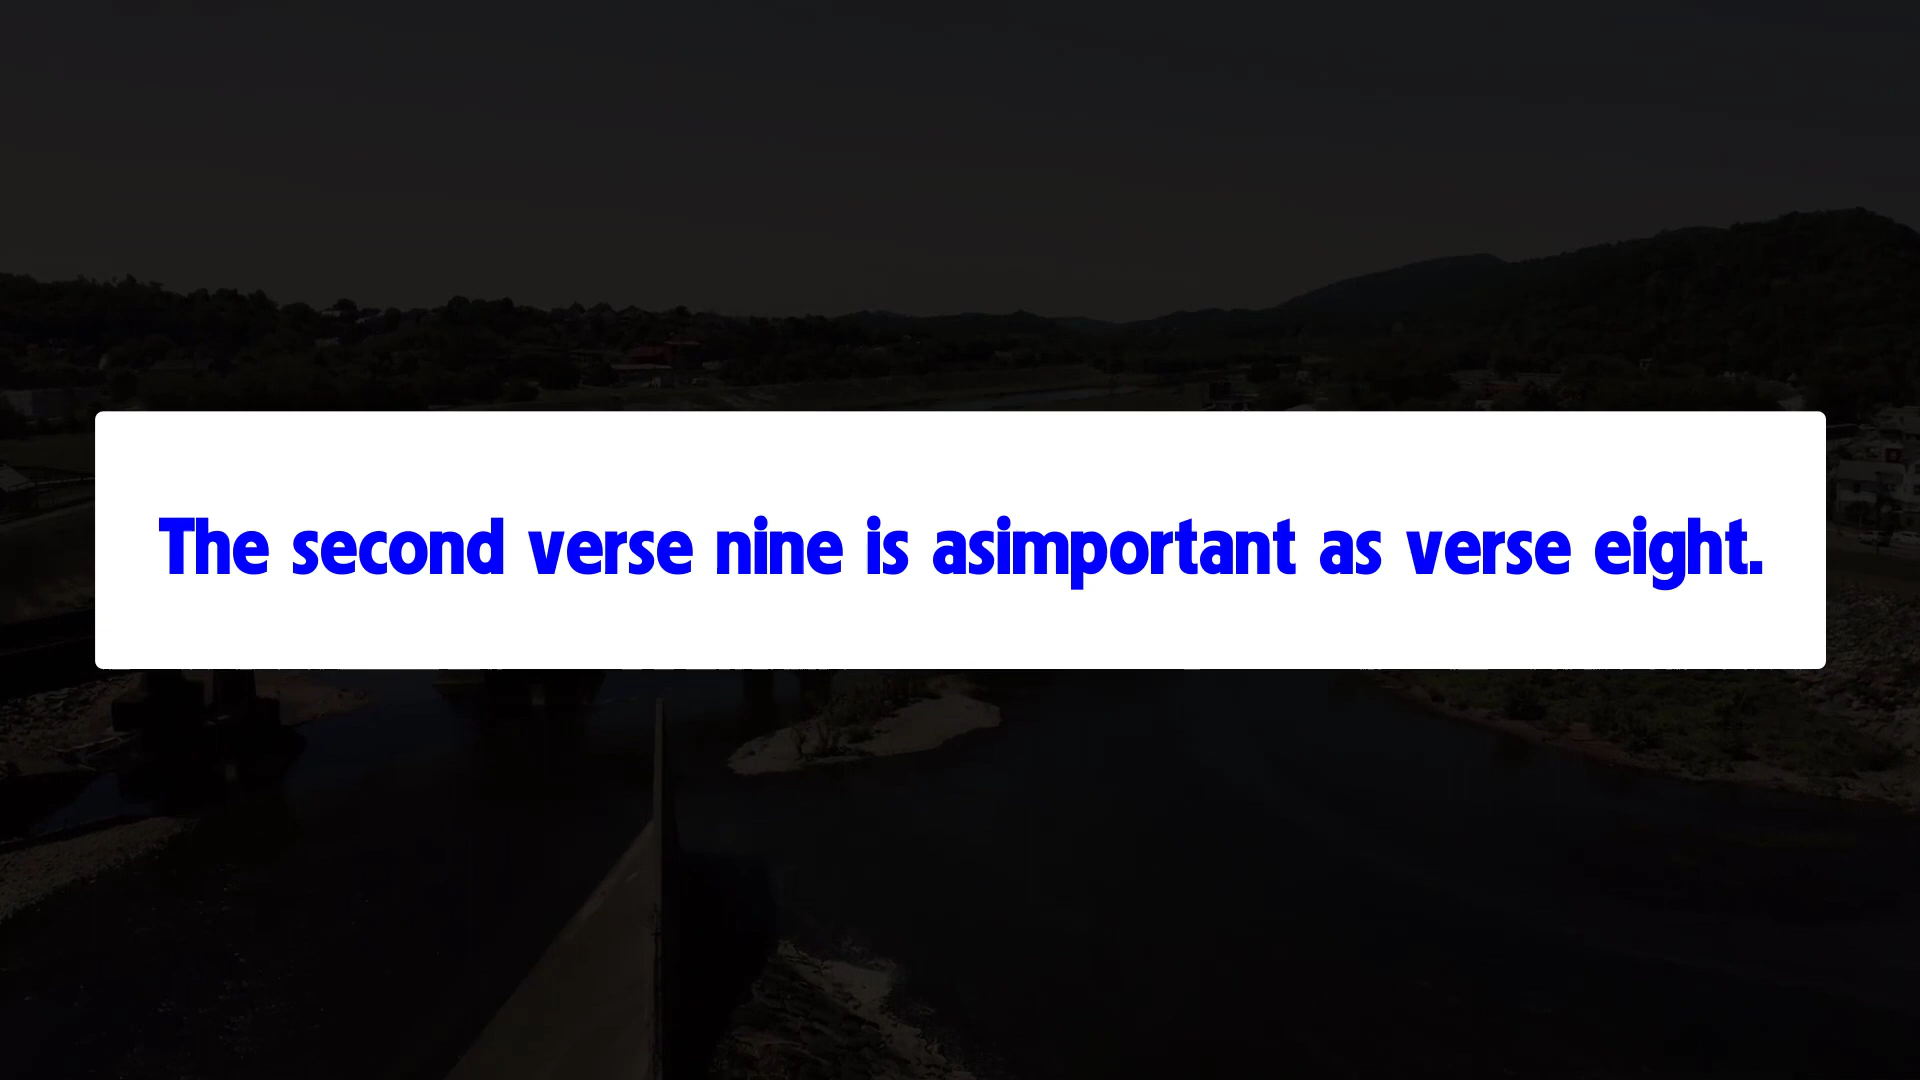 The second verse nine is asimportant as verse eight.